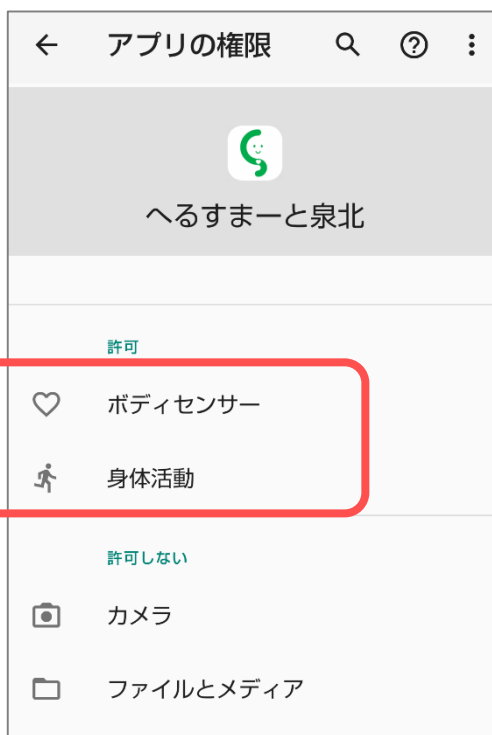 アプリの権限
へるすまーと泉北
許可
ボディセンサー
身体活動
許可しない
カメラ
ファイルとメディア